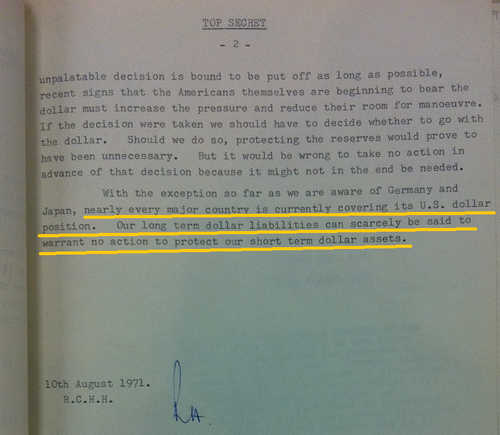 TOP SECRET
- 2 -
unpalatable decision is bound to be put off as long as possible,
recent signs that the Americans themselves are beginning to bear the
dollar must increase the pressure and reduce their room for manoeuvre.
If the decision were taken we should have to decide whether to go with
the dollar. Should we do so, protecting the reserves would prove to
have been unnecessary. But it would be wrong to take no action in
advance of that decision because it might not in the end be needed.
With the exception so far as we are aware of Germany and
Japan, nearly every major country is currently covering its U.S. dollar
position. Our long term dollar liabilities can scarcely be said to
warrant no action to protect our short term dollar assets.
10th August 1971.
R.C.H.H.